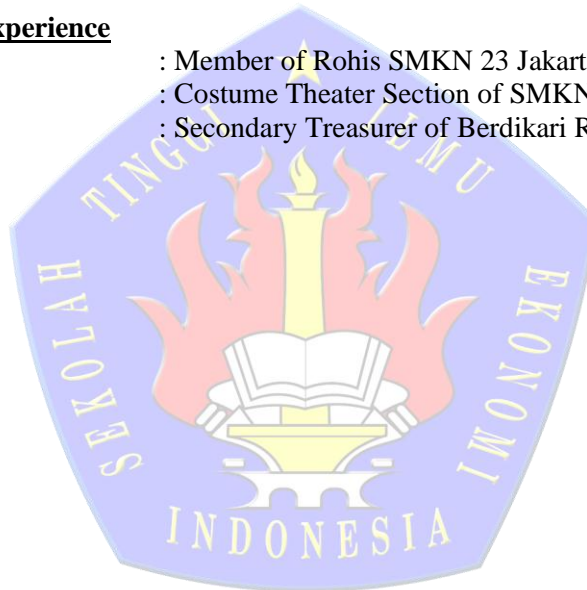 xperience
: Member of Rohis SMKN 23 Jakart
: Costume Theater Section of SMKN
: Secondary Treasurer of Berdikari R
SEKOLAH TINGGI ILMU EKONOMI
INDONESIA